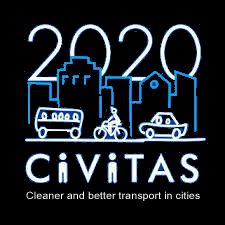 2020
CiViTAS
Cleaner and better transport in cities